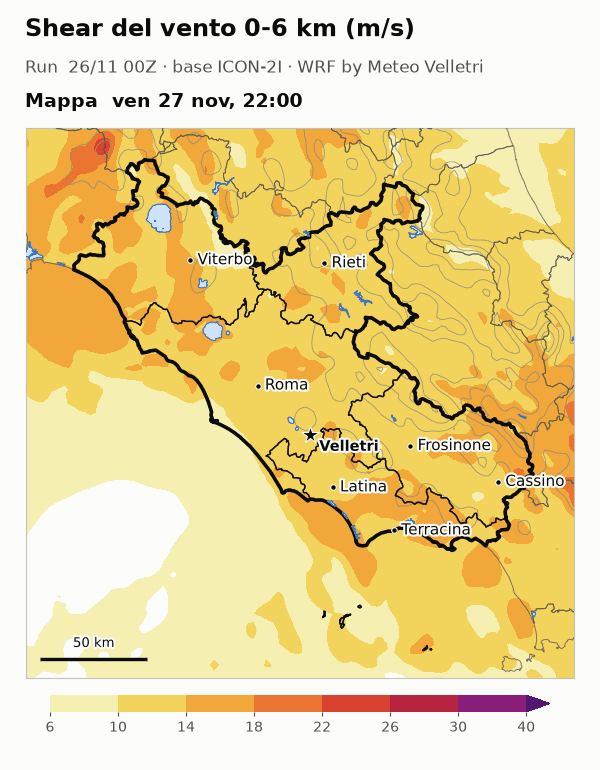 Shear del vento 0-6 km (m/s)
Run  26/11 00Z · base ICON-2I · WRF by Meteo Velletri
Mappa  ven 27 nov, 22:00
Viterbo
Rieti
Roma
Velletri
Frosinone
Cassino
Latina
Terracina
50 km
6 10 14 18 22 26 30 40